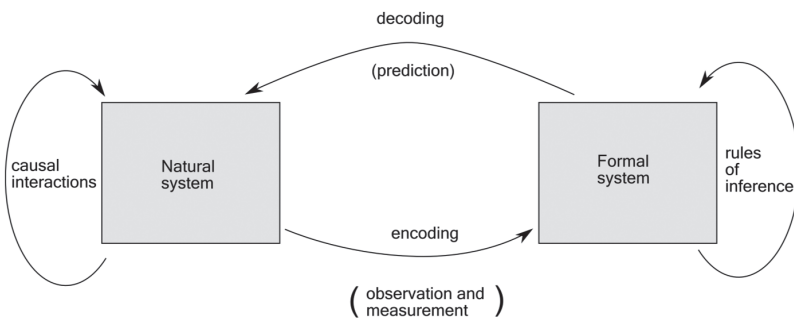 decoding
(prediction)
causal
interactions
Natural
system
Formal
system
rules
of
inference
encoding
(observation and
measurement)